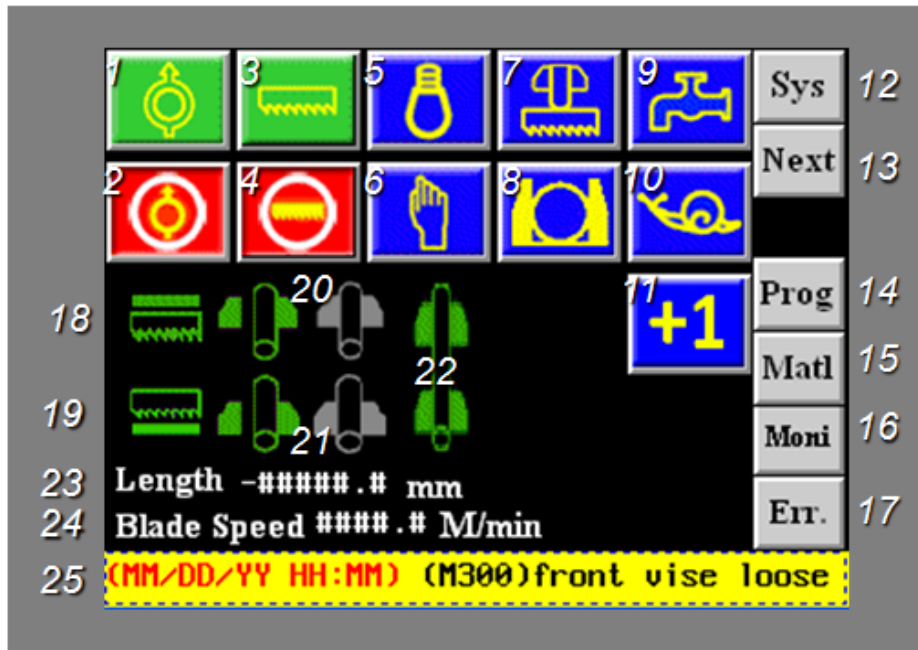 1 3 5 7 9 Sys 12
Next 13
2 4 6 8 10
18 20 11 +1 Prog 14
22 Matl 15
19 21 Moni 16
23 Length -#####.# mm
24 Blade Speed ####.# M/min Err. 17
25 (MM/DD/YY HH:MM) (M300)front vise loose